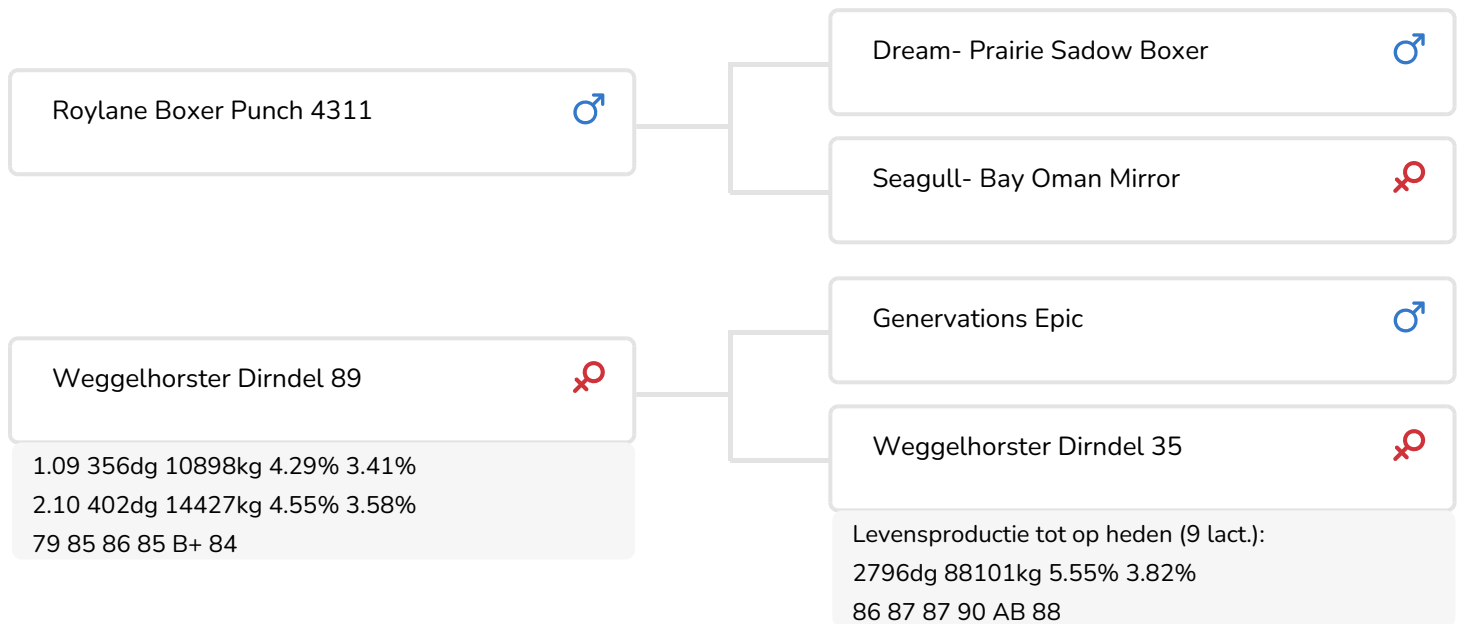 Roylane Boxer Punch 4311
Dream- Prairie Sadow Boxer
Seagull- Bay Oman Mirror
Weggelhorster Dirndel 89
1.09 356dg 10898kg 4.29% 3.41%
2.10 402dg 14427kg 4.55% 3.58%
79 85 86 85 B+ 84
Genervations Epic
Weggelhorster Dirndel 35
Levensproductie tot op heden (9 lact.):
2796dg 88101kg 5.55% 3.82%
86 87 87 90 AB 88